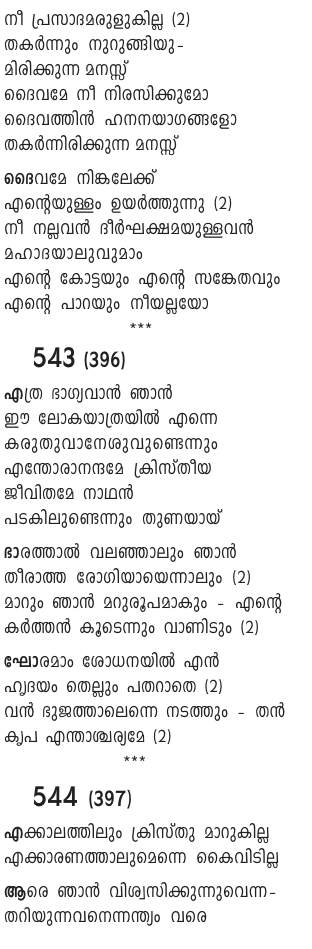 നീ പ്രസാദമരുളുകില്ല (2)
തകർന്നും നുറുങ്ങിയു-
മിരിക്കുന്ന മനസ്സ്
ദൈവമേ നീ നിരസിക്കുമോ
ദൈവത്തിൻ ഹനനയാഗങ്ങളോ
തകർന്നിരിക്കുന്ന മനസ്സ്
ദൈവമേ നിങ്കലേക്ക്
എന്റെയുള്ളം ഉയർത്തുന്നു (2)
നീ നല്ലവൻ ദീർഘക്ഷമയുള്ളവൻ
മഹാദയാലുവുമാം
എന്റെ കോട്ടയും എന്റെ സങ്കേതവും
എന്റെ പാറയും നീയല്ലയോ
***
543 (396)
എത്ര ഭാഗ്യവാൻ ഞാൻ
ഈ ലോകയാത്രയിൽ എന്നെ
കരുതുവാനേശുവുണ്ടെന്നും
എന്തോരാനന്ദമേ ക്രിസ്തീയ
ജീവിതമേ നാഥൻ
പടകിലുണ്ടെന്നും തുണയായ്
ഭാരത്താൽ വലഞ്ഞാലും ഞാൻ
തീരാത്ത രോഗിയായെന്നാലും (2)
മാറും ഞാൻ മറുരൂപമാകും - എന്റെ
കർത്തൻ കൂടെന്നും വാണിടും (2)
ഘോരമാം ശോധനയിൽ എൻ
ഹൃദയം തെല്ലും പതറാതെ (2)
വൻ ഭുജത്താലെന്നെ നടത്തും - തൻ
കൃപ എന്താശ്ചര്യമേ (2)
***
544 (397)
എക്കാലത്തിലും ക്രിസ്തു മാറുകില്ല
എക്കാരണത്താലുമെന്നെ കൈവിടില്ല
ആരെ ഞാൻ വിശ്വസിക്കുന്നുവെന്ന-
തറിയുന്നവനെന്നന്ത്യം വരെ